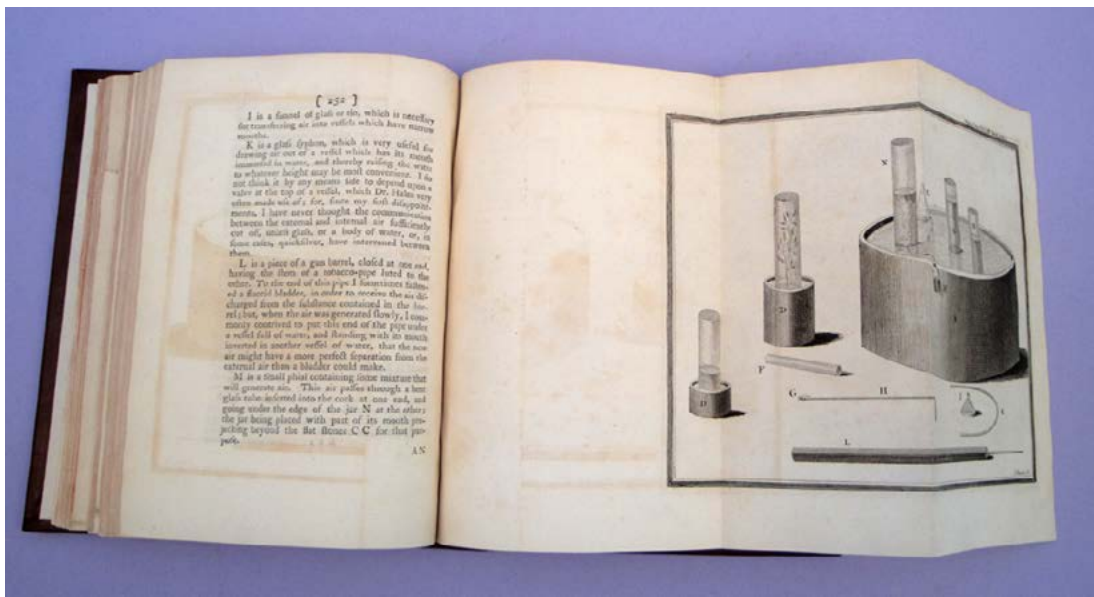 [ 252 ]
I is a funnel of glaſs or tin, which is neceſſary
for transferring air into veſſels which have narrow
mouths.
K is a glaſs ſyphon, which is very uſeful for
drawing air out of a veſſel which has its mouth
immerſed in water, and thereby raiſing the water
to whatever height may be moſt convenient. I do
not think it by any means ſafe to depend upon a
valve at the top of a veſſel, which Dr. Hales very
often made uſe of; for, ſince my firſt diſappoint-
ments, I have never thought the communication
between the external and internal air ſufficiently
cut off, unleſs glaſs, or a body of water, or, in
ſome caſes, quickſilver, have intervened between
them.
L is a piece of a gun barrel, cloſed at one end,
having the ſtem of a tobacco-pipe luted to the
other. To the end of this pipe I ſometimes faſten-
ed a flaccid bladder, in order to receive the air diſ-
charged from the ſubſtance contained in the bar-
rel; but, when the air was generated ſlowly, I com-
monly contrived to put this end of the pipe under
a veſſel full of water, and ſtanding with its mouth
inverted in another veſſel of water, that the new
air might have a more perfect ſeparation from the
external air than a bladder could make.
M is a ſmall phial containing ſome mixture that
will generate air. This air paſſes through a bent
glaſs tube inſerted into the cork at one end, and
going under the edge of the jar N at the other;
the jar being placed with part of its mouth pro-
jecting beyond the flat ſtones C C for that pur-
poſe.
AN
N
D
F
D
G
H
I
L